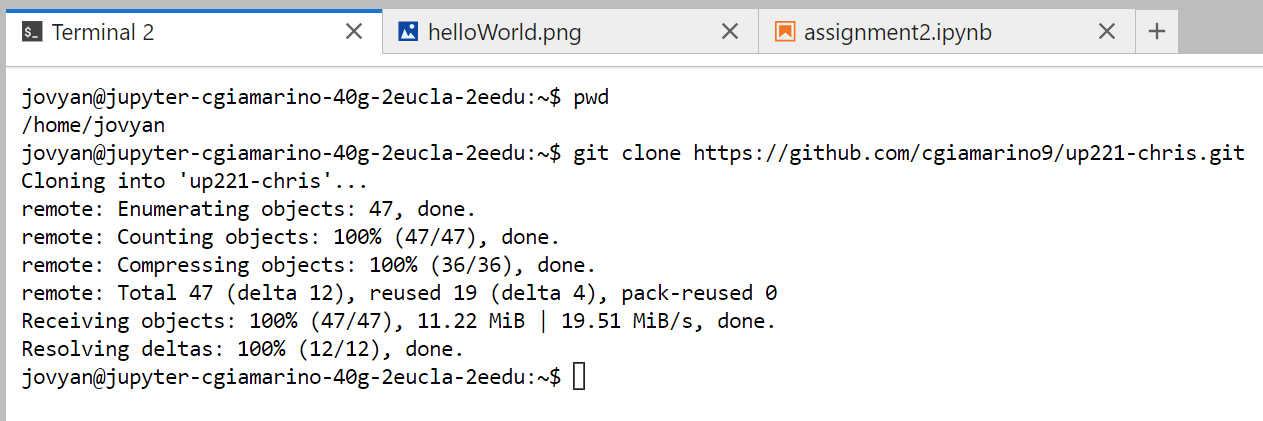 Terminal 2
helloWorld.png
assignment2.ipynb
jovyan@jupyter-cgiamarino-40g-2eucla-2eedu:~$ pwd
/home/jovyan
jovyan@jupyter-cgiamarino-40g-2eucla-2eedu:~$ git clone https://github.com/cgiamarino9/up221-chris.git
Cloning into 'up221-chris'...
remote: Enumerating objects: 47, done.
remote: Counting objects: 100% (47/47), done.
remote: Compressing objects: 100% (36/36), done.
remote: Total 47 (delta 12), reused 19 (delta 4), pack-reused 0
Receiving objects: 100% (47/47), 11.22 MiB | 19.51 MiB/s, done.
Resolving deltas: 100% (12/12), done.
jovyan@jupyter-cgiamarino-40g-2eucla-2eedu:~$